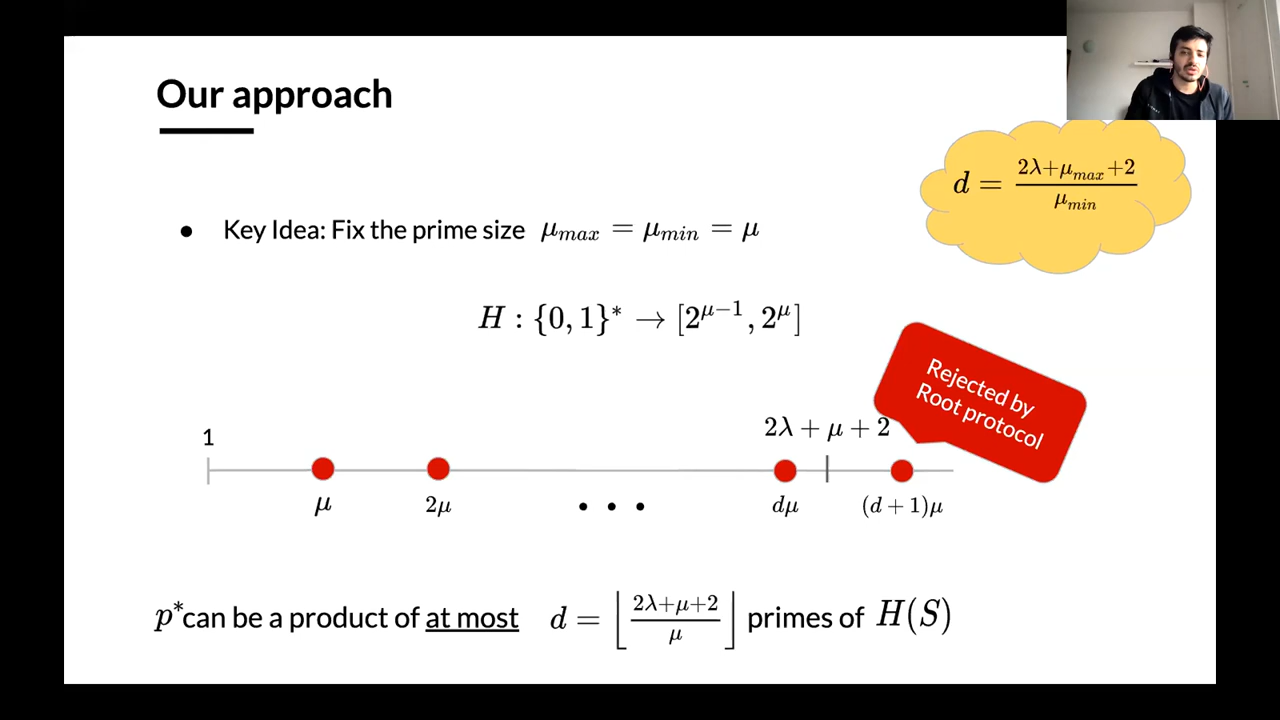 Our approach
d = 2λ+μ_max+2 / μ_min
● Key Idea: Fix the prime size μ_max = μ_min = μ
H : {0, 1}* → [2^{μ−1}, 2^μ]
Rejected by
Root protocol
1
2λ + μ + 2
μ
2μ
• • •
dμ
(d + 1)μ
p* can be a product of at most d = ⌊2λ+μ+2 / μ⌋ primes of H(S)